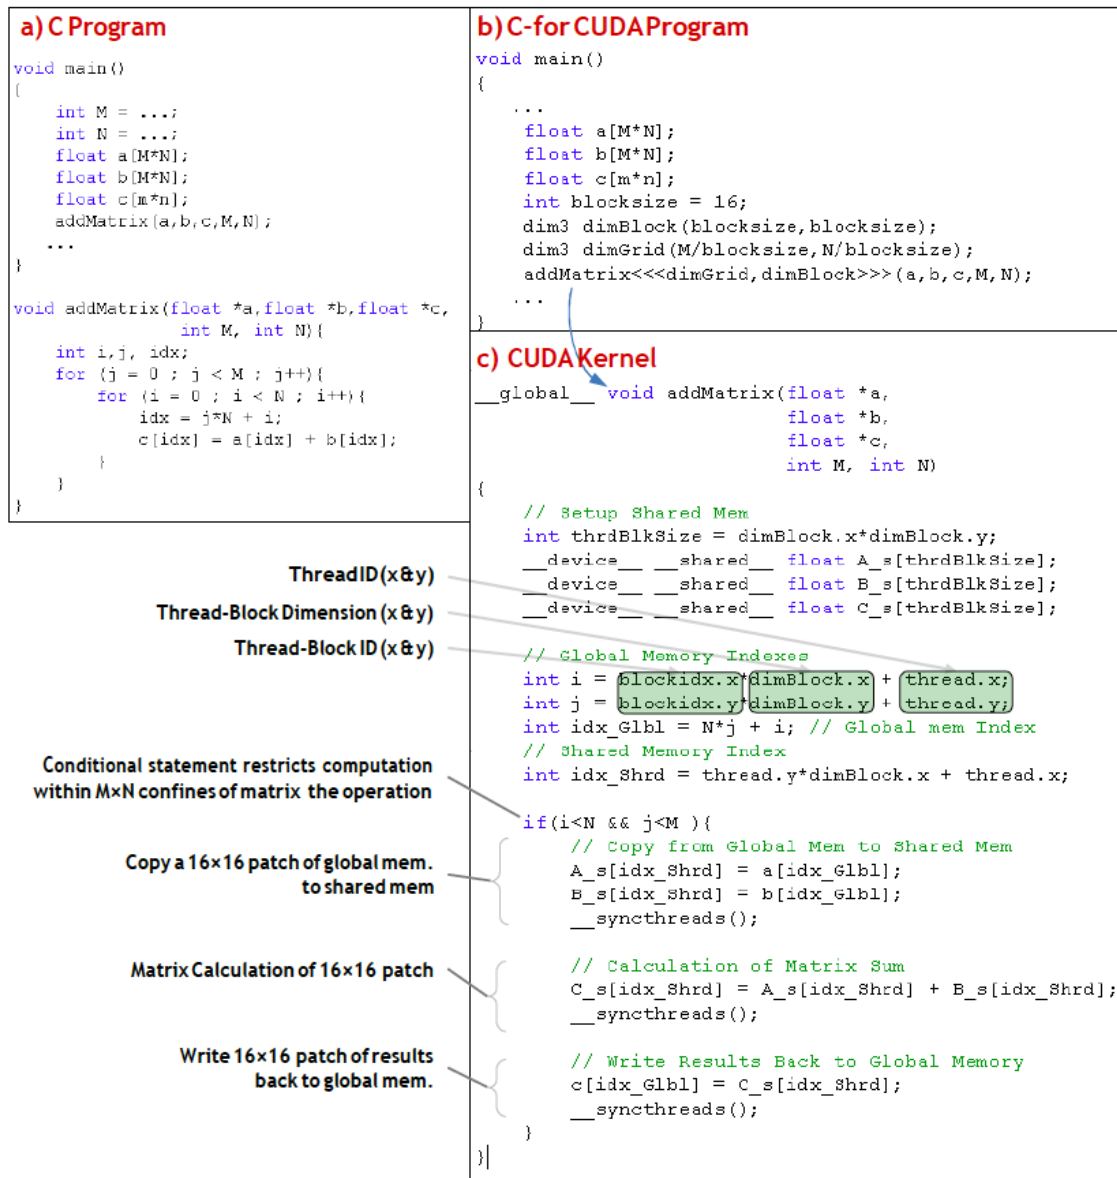 a) C Program
void main()
{
int M = ...;
int N = ...;
float a[M*N];
float b[M*N];
float c[m*n];
addMatrix(a,b,c,M,N);
...
}
void addMatrix(float *a,float *b,float *c,
int M, int N){
int i,j, idx;
for (j = 0 ; j < M ; j++){
for (i = 0 ; i < N ; i++){
idx = j*N + i;
c[idx] = a[idx] + b[idx];
}
}
}
b) C-for CUDA Program
void main()
{
...
float a[M*N];
float b[M*N];
float c[m*n];
int blocksize = 16;
dim3 dimBlock(blocksize,blocksize);
dim3 dimGrid(M/blocksize,N/blocksize);
addMatrix<<<dimGrid,dimBlock>>>(a,b,c,M,N);
...
}
c) CUDA Kernel
__global__ void addMatrix(float *a,
float *b,
float *c,
int M, int N)
{
// Setup Shared Mem
int thrdBlkSize = dimBlock.x*dimBlock.y;
__device__ __shared__ float A_s[thrdBlkSize];
__device__ __shared__ float B_s[thrdBlkSize];
__device__ __shared__ float C_s[thrdBlkSize];
// Global Memory Indexes
int i = blockidx.x*dimBlock.x + thread.x;
int j = blockidx.y*dimBlock.y + thread.y;
int idx_Glbl = N*j + i; // Global mem Index
// Shared Memory Index
int idx_Shrd = thread.y*dimBlock.x + thread.x;
if(i<N && j<M ){
// Copy from Global Mem to Shared Mem
A_s[idx_Shrd] = a[idx_Glbl];
B_s[idx_Shrd] = b[idx_Glbl];
__syncthreads();
// Calculation of Matrix Sum
C_s[idx_Shrd] = A_s[idx_Shrd] + B_s[idx_Shrd];
__syncthreads();
// Write Results Back to Global Memory
c[idx_Glbl] = C_s[idx_Shrd];
__syncthreads();
}
}
Thread ID (x & y)
Thread-Block Dimension (x & y)
Thread-Block ID (x & y)
Conditional statement restricts computation
within M×N confines of matrix the operation
Copy a 16×16 patch of global mem.
to shared mem
Matrix Calculation of 16×16 patch
Write 16×16 patch of results
back to global mem.